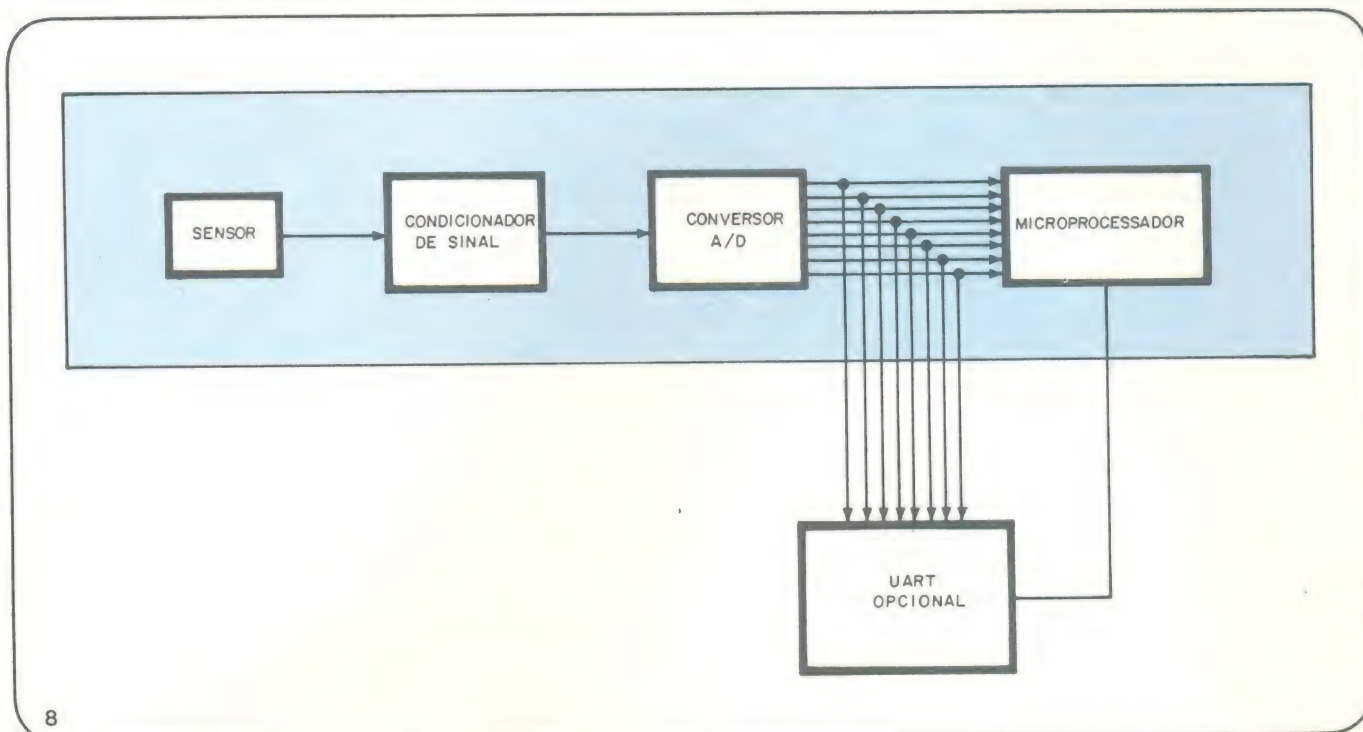 SENSOR
CONDICIONADOR
DE SINAL
CONVERSOR
A/D
MICROPROCESSADOR
UART
OPCIONAL
8